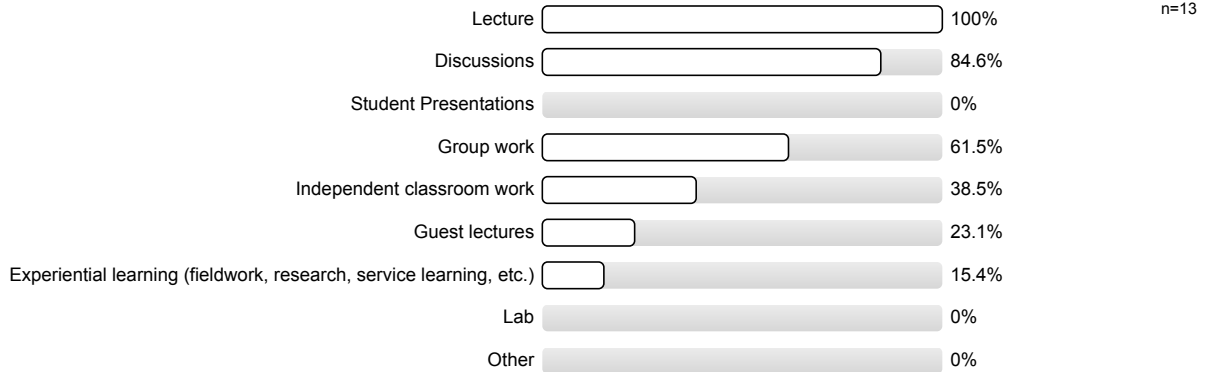 Lecture 100% n=13
Discussions 84.6%
Student Presentations 0%
Group work 61.5%
Independent classroom work 38.5%
Guest lectures 23.1%
Experiential learning (fieldwork, research, service learning, etc.) 15.4%
Lab 0%
Other 0%